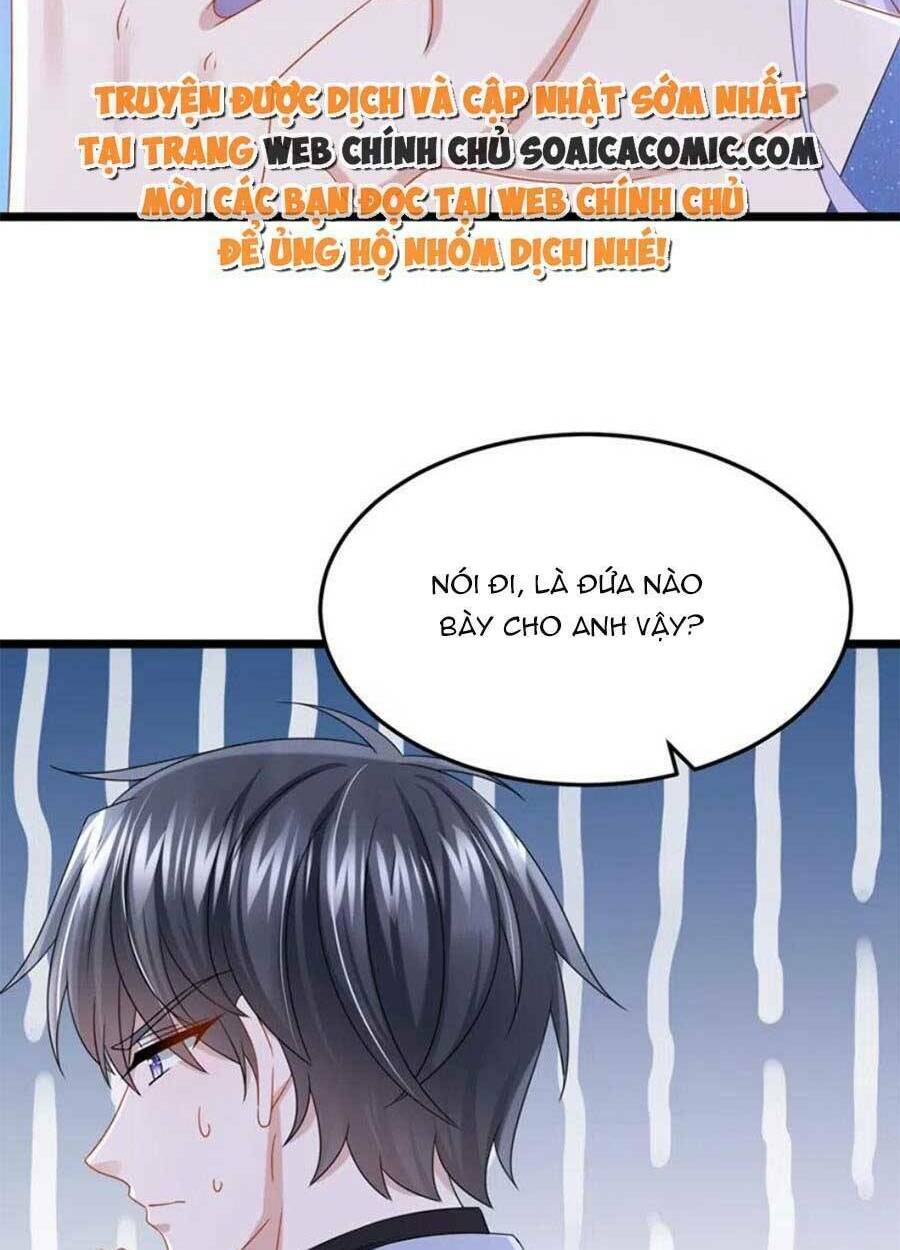 TRUYỆN ĐƯỢC DỊCH VÀ CẬP NHẬT SỚM NHẤT
TẠI TRANG WEB CHÍNH CHỦ SOAICACOMIC.COM
MỜI CÁC BẠN ĐỌC TẠI WEB CHÍNH CHỦ
ĐỂ ỦNG HỘ NHÓM DỊCH NHÉ!
NÓI ĐI, LÀ ĐỨA NÀO
BÀY CHO ANH VẬY?